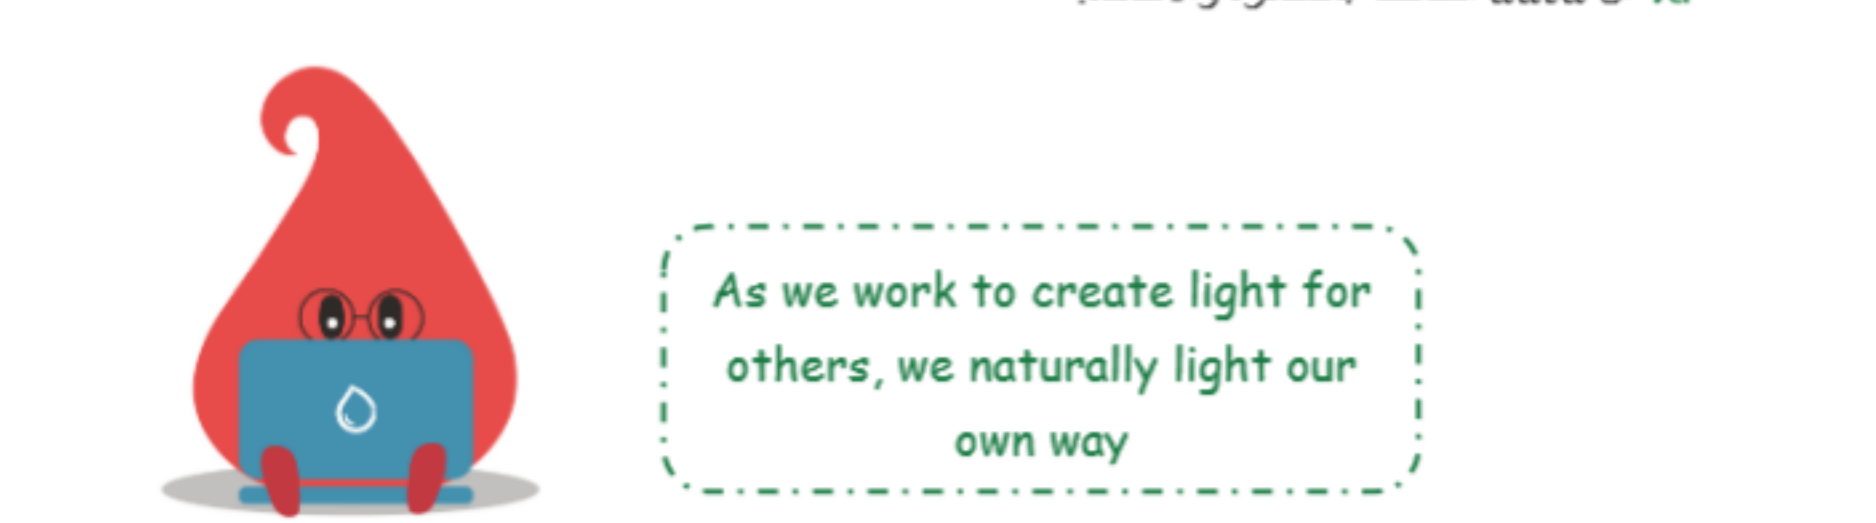 As we work to create light for
others, we naturally light our
own way